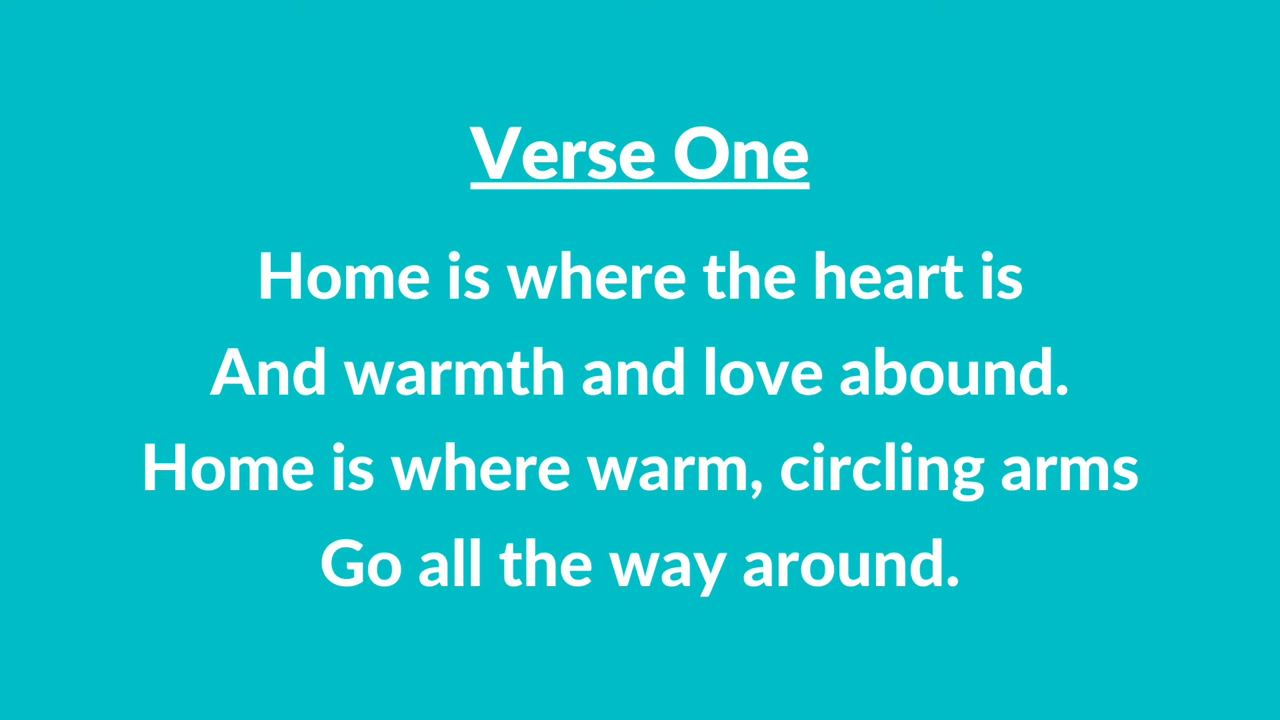 Verse One
Home is where the heart is
And warmth and love abound.
Home is where warm, circling arms
Go all the way around.